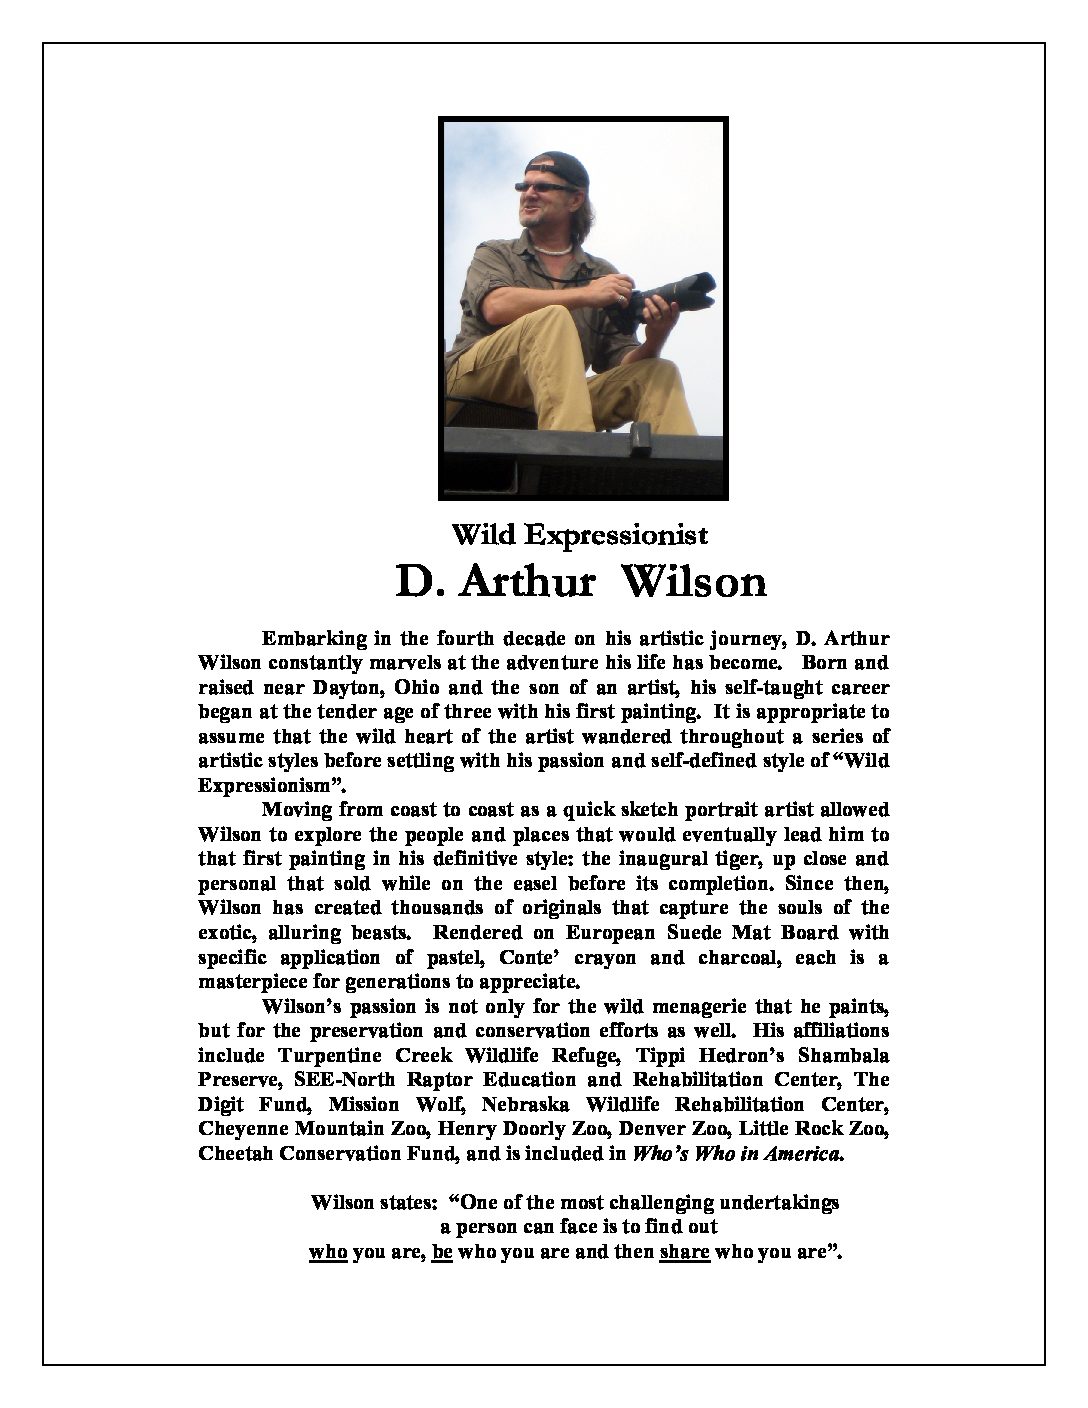 Wild Expressionist
D. Arthur Wilson
Embarking in the fourth decade on his artistic journey, D. Arthur
Wilson constantly marvels at the adventure his life has become. Born and
raised near Dayton, Ohio and the son of an artist, his self-taught career
began at the tender age of three with his first painting. It is appropriate to
assume that the wild heart of the artist wandered throughout a series of
artistic styles before settling with his passion and self-defined style of “Wild
Expressionism”.
Moving from coast to coast as a quick sketch portrait artist allowed
Wilson to explore the people and places that would eventually lead him to
that first painting in his definitive style: the inaugural tiger, up close and
personal that sold while on the easel before its completion. Since then,
Wilson has created thousands of originals that capture the souls of the
exotic, alluring beasts. Rendered on European Suede Mat Board with
specific application of pastel, Conte’ crayon and charcoal, each is a
masterpiece for generations to appreciate.
Wilson’s passion is not only for the wild menagerie that he paints,
but for the preservation and conservation efforts as well. His affiliations
include Turpentine Creek Wildlife Refuge, Tippi Hedron’s Shambala
Preserve, SEE-North Raptor Education and Rehabilitation Center, The
Digit Fund, Mission Wolf, Nebraska Wildlife Rehabilitation Center,
Cheyenne Mountain Zoo, Henry Doorly Zoo, Denver Zoo, Little Rock Zoo,
Cheetah Conservation Fund, and is included in Who’s Who in America.
Wilson states: “One of the most challenging undertakings
a person can face is to find out
who you are, be who you are and then share who you are”.